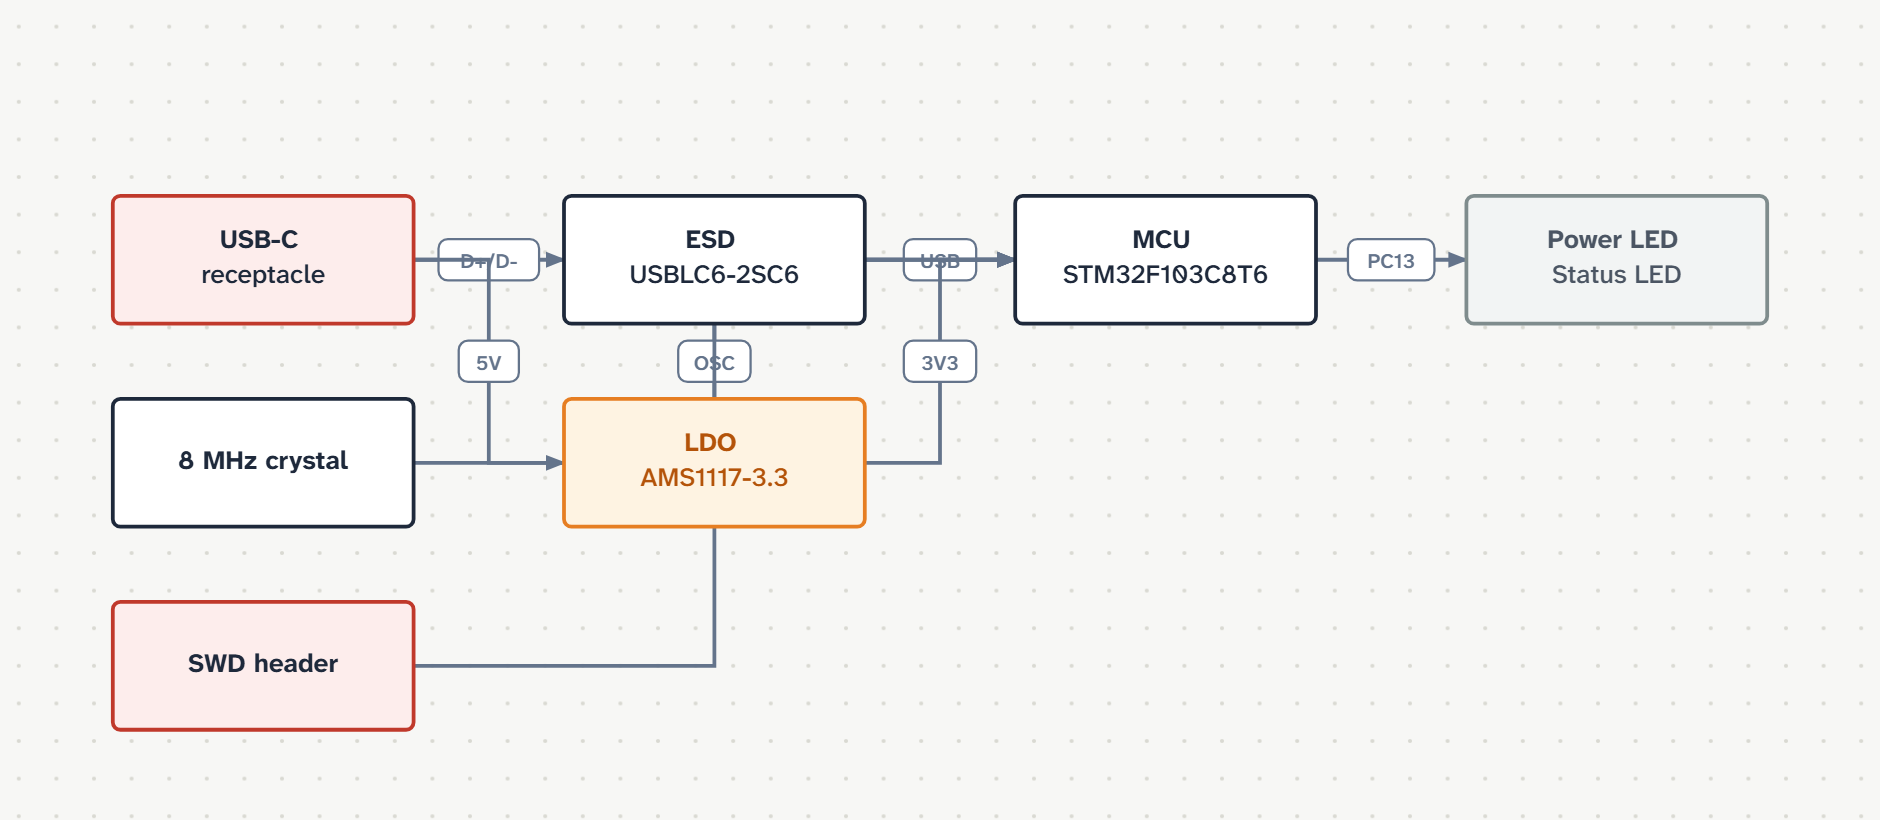 USB-C
receptacle
D+/D-
ESD
USBLC6-2SC6
USB
MCU
STM32F103C8T6
PC13
Power LED
Status LED
5V
OSC
3V3
8 MHz crystal
LDO
AMS1117-3.3
SWD header